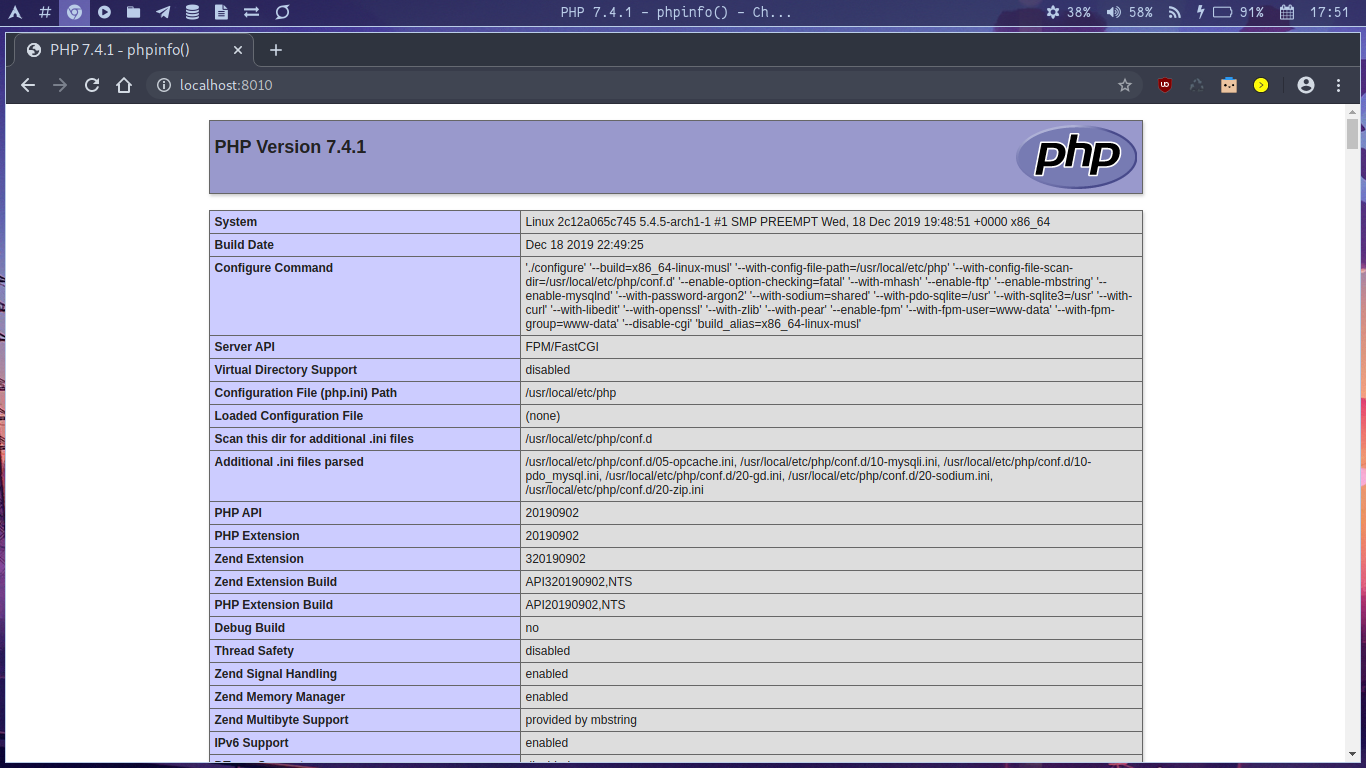 # PHP 7.4.1 - phpinfo() - Ch... 38% 58% 91% 17:51
PHP 7.4.1 - phpinfo()
localhost:8010
PHP Version 7.4.1
php
System Linux 2c12a065c745 5.4.5-arch1-1 #1 SMP PREEMPT Wed, 18 Dec 2019 19:48:51 +0000 x86_64
Build Date Dec 18 2019 22:49:25
Configure Command './configure' '--build=x86_64-linux-musl' '--with-config-file-path=/usr/local/etc/php' '--with-config-file-scan-
dir=/usr/local/etc/php/conf.d' '--enable-option-checking=fatal' '--with-mhash' '--enable-ftp' '--enable-mbstring' '--
enable-mysqlnd' '--with-password-argon2' '--with-sodium=shared' '--with-pdo-sqlite=/usr' '--with-sqlite3=/usr' '--with-
curl' '--with-libedit' '--with-openssl' '--with-zlib' '--with-pear' '--enable-fpm' '--with-fpm-user=www-data' '--with-fpm-
group=www-data' '--disable-cgi' 'build_alias=x86_64-linux-musl'
Server API FPM/FastCGI
Virtual Directory Support disabled
Configuration File (php.ini) Path /usr/local/etc/php
Loaded Configuration File (none)
Scan this dir for additional .ini files /usr/local/etc/php/conf.d
Additional .ini files parsed /usr/local/etc/php/conf.d/05-opcache.ini, /usr/local/etc/php/conf.d/10-mysqli.ini, /usr/local/etc/php/conf.d/10-
pdo_mysql.ini, /usr/local/etc/php/conf.d/20-gd.ini, /usr/local/etc/php/conf.d/20-sodium.ini,
/usr/local/etc/php/conf.d/20-zip.ini
PHP API 20190902
PHP Extension 20190902
Zend Extension 320190902
Zend Extension Build API320190902,NTS
PHP Extension Build API20190902,NTS
Debug Build no
Thread Safety disabled
Zend Signal Handling enabled
Zend Memory Manager enabled
Zend Multibyte Support provided by mbstring
IPv6 Support enabled